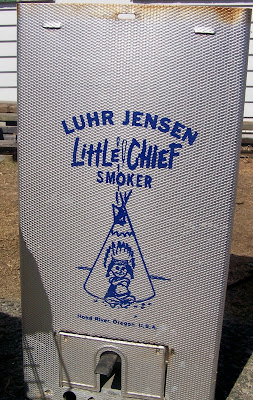 LUHR JENSEN
LITTLE CHIEF
SMOKER
Hood River, Oregon, U.S.A.